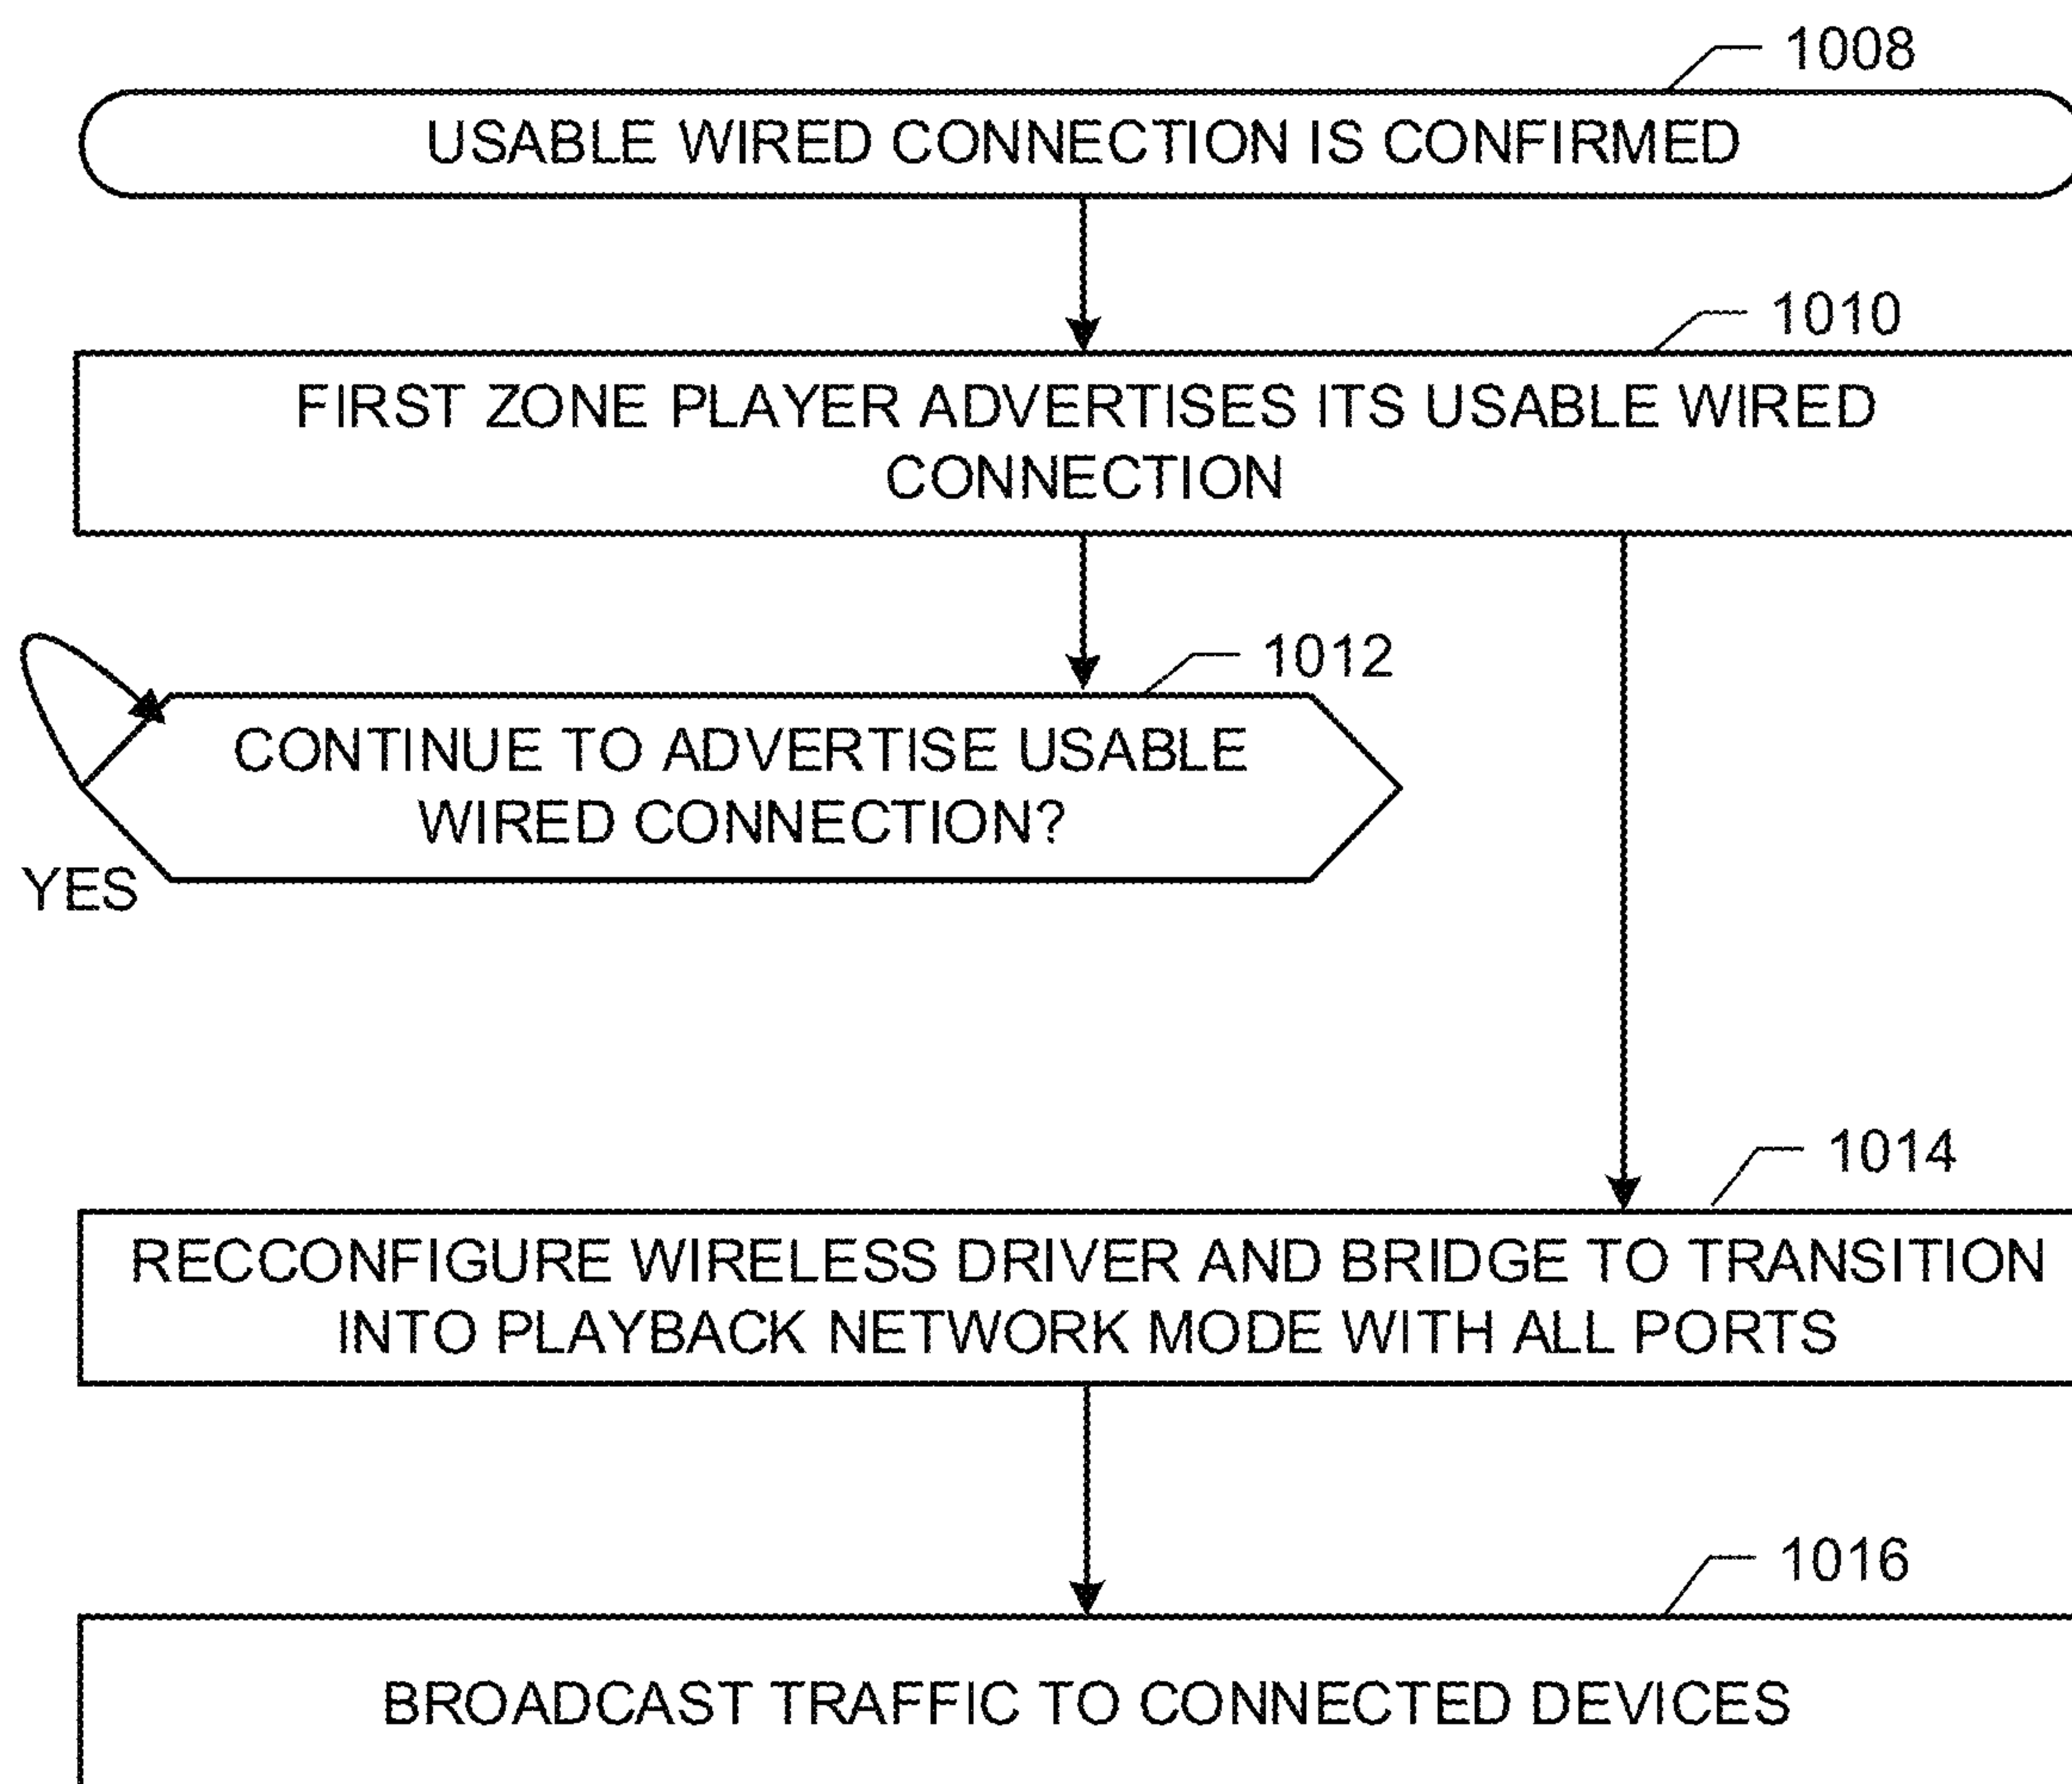 1008
USABLE WIRED CONNECTION IS CONFIRMED
1010
FIRST ZONE PLAYER ADVERTISES ITS USABLE WIRED
CONNECTION
1012
CONTINUE TO ADVERTISE USABLE
WIRED CONNECTION?
YES
1014
RECCONFIGURE WIRELESS DRIVER AND BRIDGE TO TRANSITION
INTO PLAYBACK NETWORK MODE WITH ALL PORTS
1016
BROADCAST TRAFFIC TO CONNECTED DEVICES